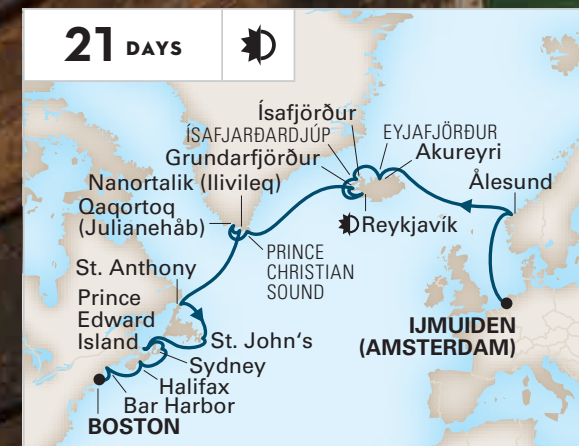 21 DAYS
Ísafjörður
ÍSAFJARÐARDJÚP
EYJAFJÖRÐUR
Grundarfjörður
Akureyri
Nanortalik (Ilivileq)
Ålesund
Qaqortoq
(Julianehåb)
Reykjavík
PRINCE
CHRISTIAN
SOUND
St. Anthony
Prince
Edward
Island
IJMUIDEN
(AMSTERDAM)
St. John‘s
Sydney
Halifax
Bar Harbor
BOSTON